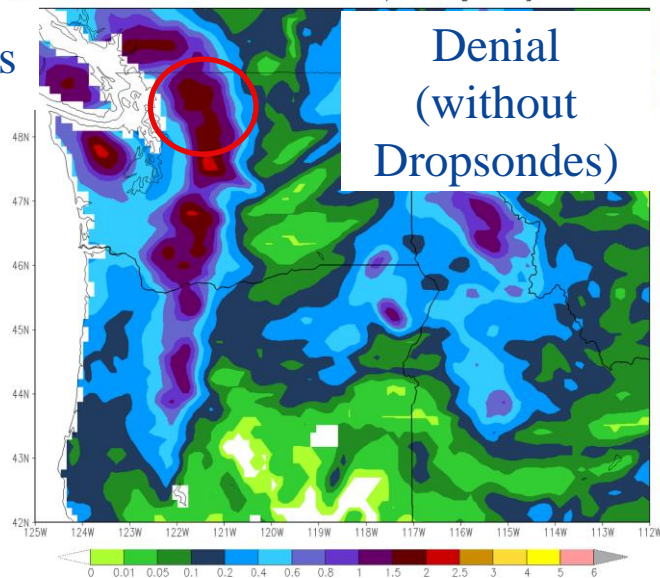 s
Denial
(without
Dropsondes)
48N
47N
46N
45N
44N
43N
42N
125W 124W 123W 122W 121W 120W 119W 118W 117W 116W 115W 114W 113W 112W
0 0.01 0.05 0.1 0.2 0.4 0.6 0.8 1 1.5 2 2.5 3 4 5 6